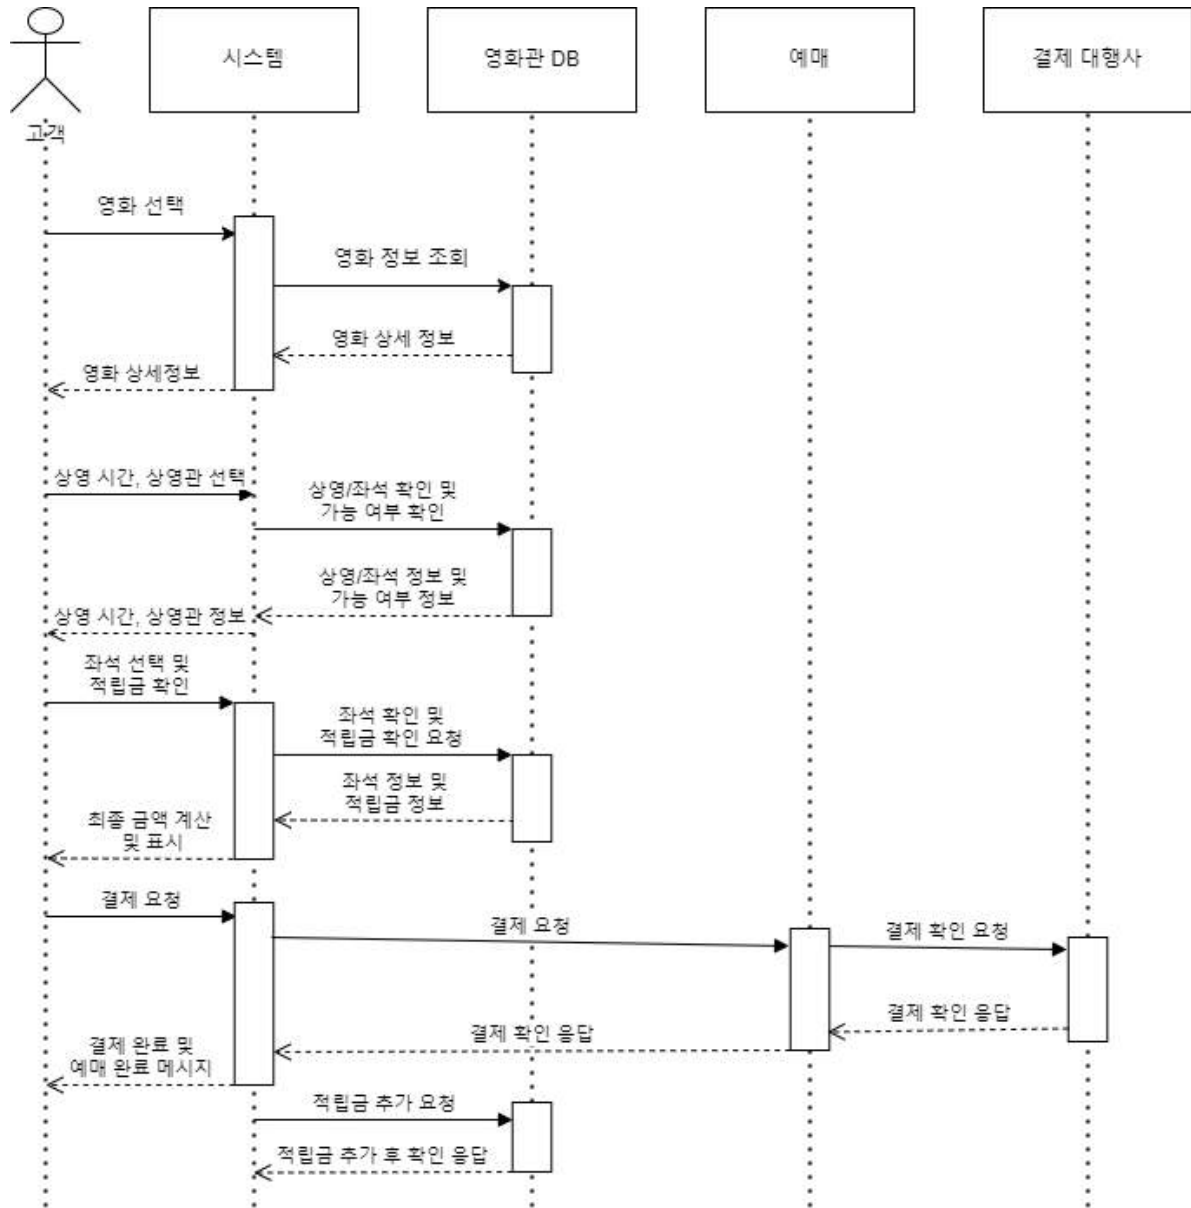 시스템
영화관 DB
예매
결제 대행사
고객
영화 선택
영화 정보 조회
영화 상세 정보
영화 상세정보
상영 시간, 상영관 선택
상영/좌석 확인 및
가능 여부 확인
상영/좌석 정보 및
가능 여부 정보
상영 시간, 상영관 정보
좌석 선택 및
적립금 확인
좌석 확인 및
적립금 확인 요청
좌석 정보 및
적립금 정보
최종 금액 계산
및 표시
결제 요청
결제 요청
결제 확인 요청
결제 확인 응답
결제 확인 응답
결제 완료 및
예매 완료 메시지
적립금 추가 요청
적립금 추가 후 확인 응답